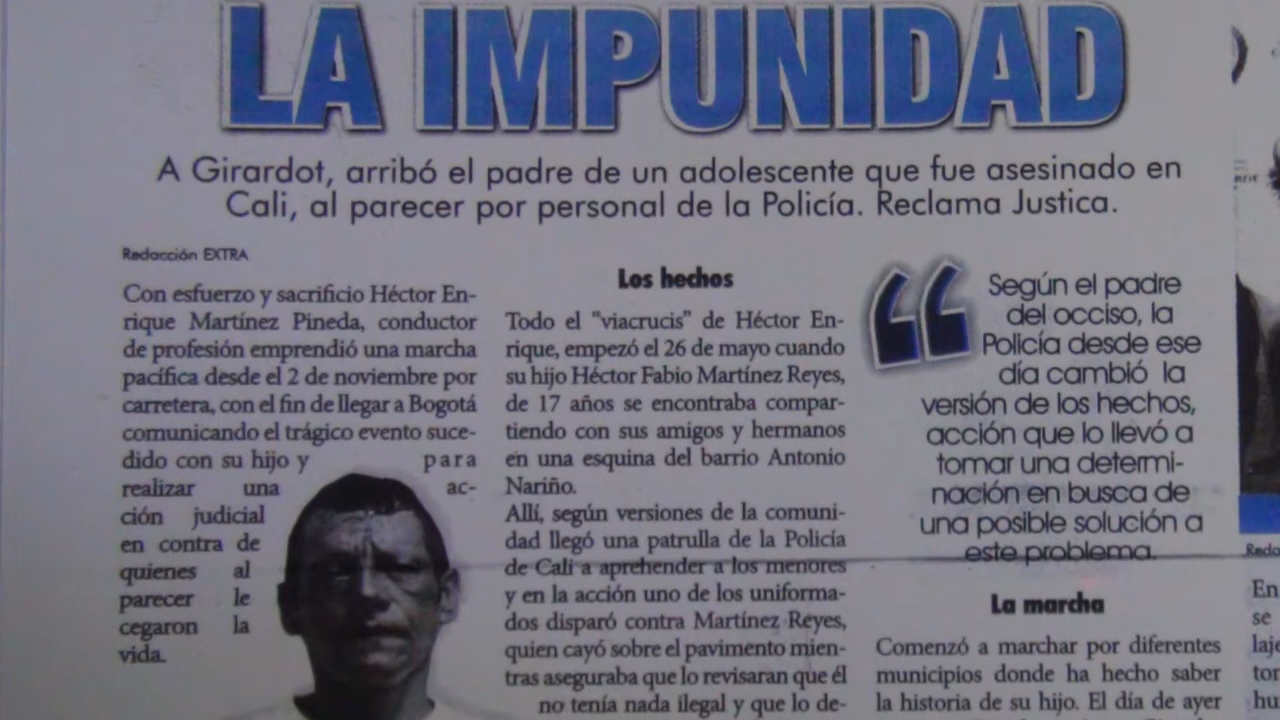 LA IMPUNIDAD
A Girardot, arribó el padre de un adolescente que fue asesinado en
Cali, al parecer por personal de la Policía. Reclama Justica.
Redacción EXTRA
Con esfuerzo y sacrificio Héctor En-
rique Martínez Pineda, conductor
de profesión emprendió una marcha
pacífica desde el 2 de noviembre por
carretera, con el fin de llegar a Bogotá
comunicando el trágico evento suce-
dido con su hijo y para
realizar una ac-
ción judicial
en contra de
quienes al
parecer le
cegaron la
vida.
Los hechos
Todo el "viacrucis" de Héctor En-
rique, empezó el 26 de mayo cuando
su hijo Héctor Fabio Martínez Reyes,
de 17 años se encontraba compar-
tiendo con sus amigos y hermanos
en una esquina del barrio Antonio
Nariño.
Allí, según versiones de la comuni-
dad llegó una patrulla de la Policía
de Cali a aprehender a los menores
y en la acción uno de los uniforma-
dos disparó contra Martínez Reyes,
quien cayó sobre el pavimento mien-
tras aseguraba que lo revisaran que él
no tenía nada ilegal y que lo de-
“
Según el padre
del occiso, la
Policía desde ese
día cambió la
versión de los hechos,
acción que lo llevó a
tomar una determi-
nación en busca de
una posible solución a
este problema.
La marcha
Comenzó a marchar por diferentes
municipios donde ha hecho saber
la historia de su hijo. El día de ayer
Reda
En
se
laje
tor
hu